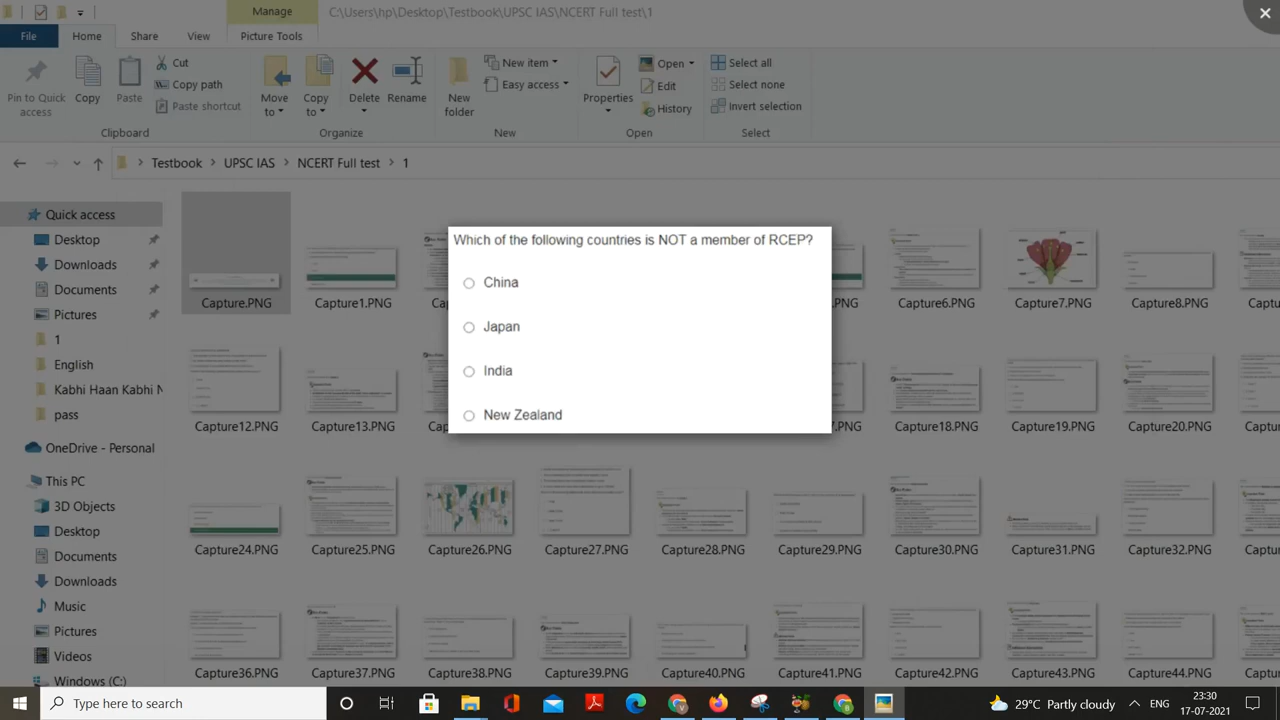 Manage
C:\Users\hp\Desktop\Testbook\UPSC IAS\NCERT Full test\1
File
Home
Share
View
Picture Tools
Pin to Quick access
Copy
Paste
Cut
Copy path
Paste shortcut
Move to
Copy to
Delete
Rename
New folder
New item
Easy access
Properties
Open
Edit
History
Select all
Select none
Invert selection
Clipboard
Organize
New
Open
Select
Testbook > UPSC IAS > NCERT Full test > 1
Quick access
Desktop
Downloads
Documents
Pictures
1
English
Kabhi Haan Kabhi N
pass
OneDrive - Personal
This PC
3D Objects
Desktop
Documents
Downloads
Music
Pictures
Videos
Windows (C:)
Which of the following countries is NOT a member of RCEP?
China
Japan
India
New Zealand
Capture.PNG
Capture1.PNG
.PNG
Capture6.PNG
Capture7.PNG
Capture8.PNG
Capt
Capture12.PNG
Capture13.PNG
7.PNG
Capture18.PNG
Capture19.PNG
Capture20.PNG
Captu
Capture24.PNG
Capture25.PNG
Capture26.PNG
Capture27.PNG
Capture28.PNG
Capture29.PNG
Capture30.PNG
Capture31.PNG
Capture32.PNG
Captu
Capture36.PNG
Capture37.PNG
Capture38.PNG
Capture39.PNG
Capture40.PNG
Capture41.PNG
Capture42.PNG
Capture43.PNG
Capture44.PNG
Captu
Type here to search
29°C Partly cloudy
ENG
23:30
17-07-2021